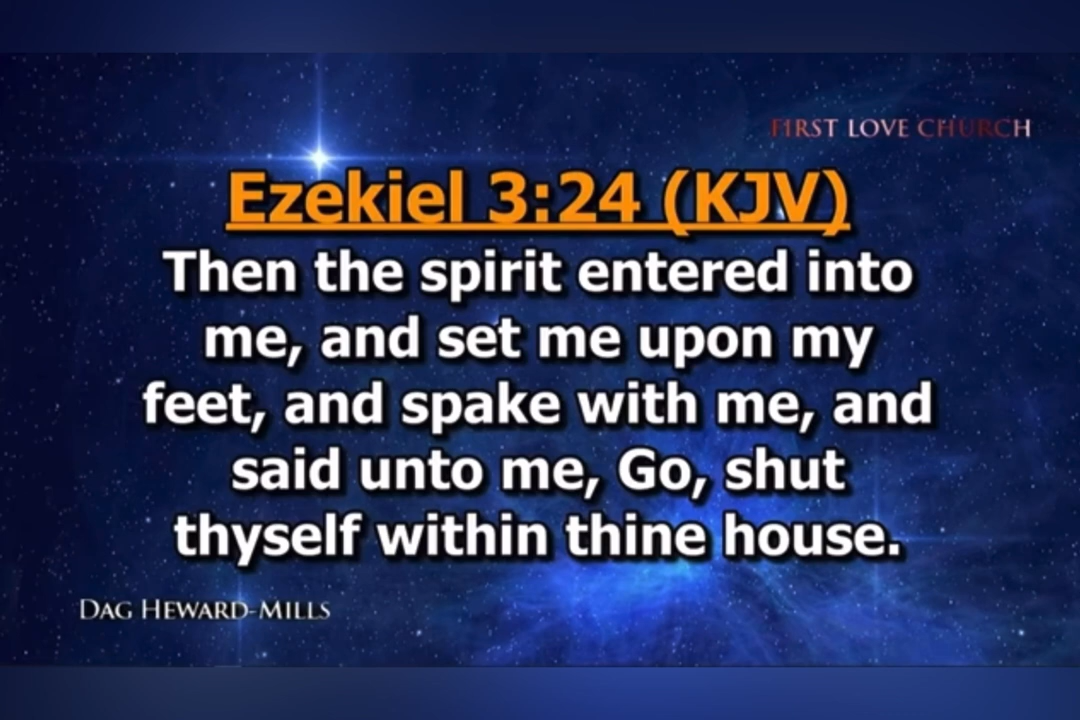 FIRST LOVE CHURCH
Ezekiel 3:24 (KJV)
Then the spirit entered into
me, and set me upon my
feet, and spake with me, and
said unto me, Go, shut
thyself within thine house.
DAG HEWARD-MILLS